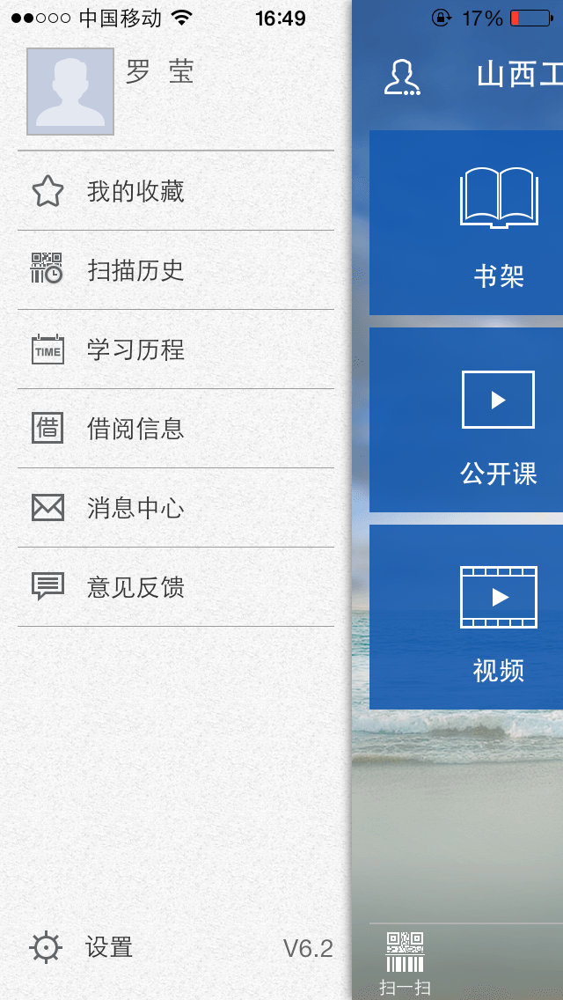 中国移动 16:49 17%
罗 莹
山西工
我的收藏
扫描历史
TIME 学习历程
借 借阅信息
消息中心
意见反馈
书架
公开课
视频
设置 V6.2
扫一扫